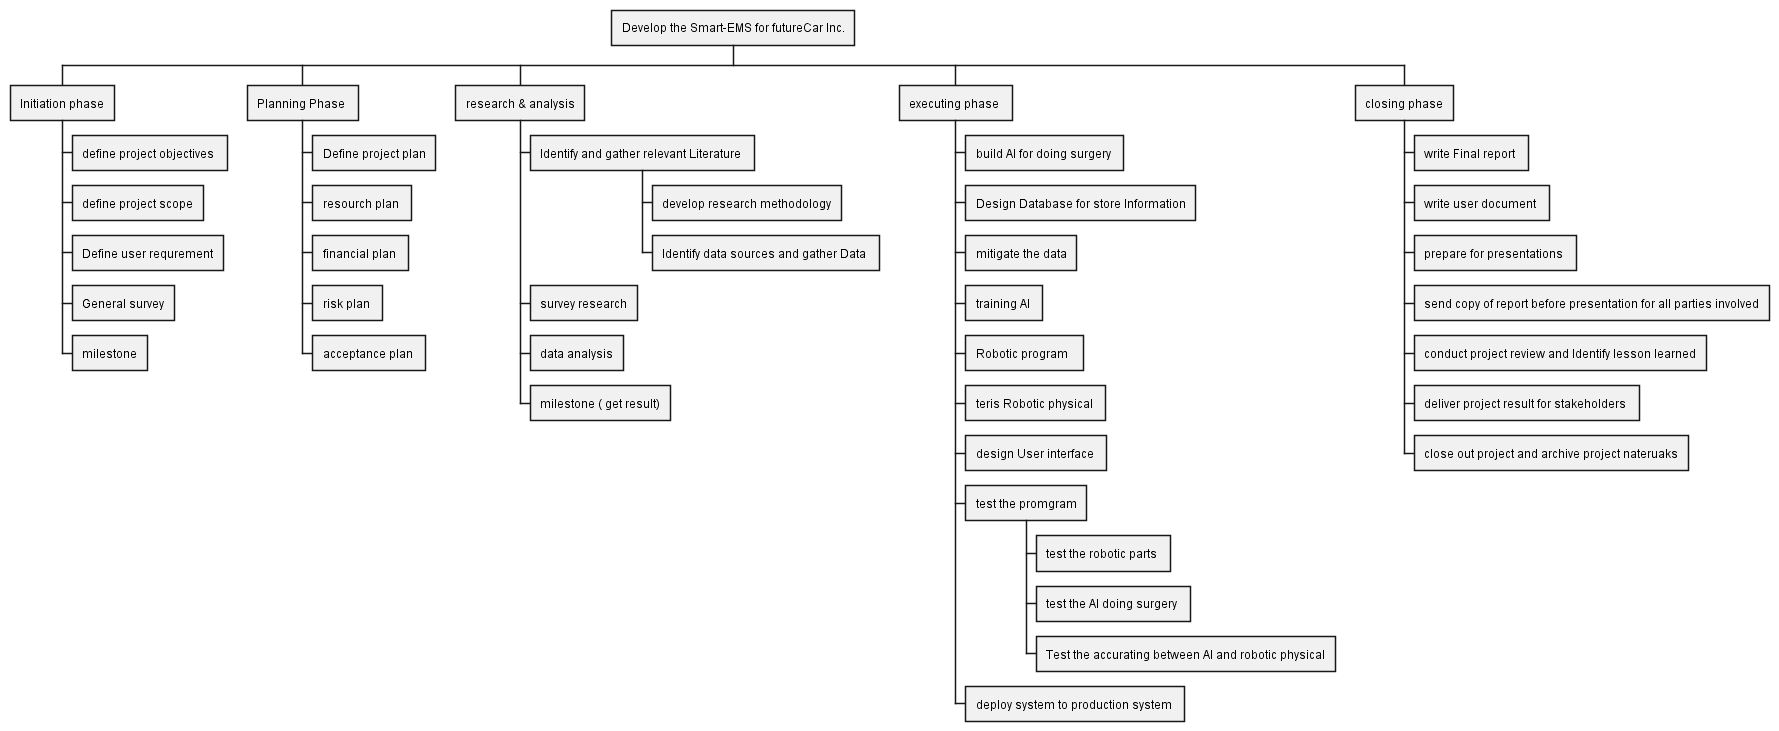 Develop the Smart-EMS for futureCar Inc.
Initiation phase
define project objectives
define project scope
Define user requrement
General survey
milestone
Planning Phase
Define project plan
resourch plan
financial plan
risk plan
acceptance plan
research & analysis
Identify and gather relevant Literature
develop research methodology
Identify data sources and gather Data
survey research
data analysis
milestone ( get result)
executing phase
build AI for doing surgery
Design Database for store Information
mitigate the data
training AI
Robotic program
teris Robotic physical
design User interface
test the promgram
test the robotic parts
test the AI doing surgery
Test the accurating between AI and robotic physical
deploy system to production system
closing phase
write Final report
write user document
prepare for presentations
send copy of report before presentation for all parties involved
conduct project review and Identify lesson learned
deliver project result for stakeholders
close out project and archive project nateruaks